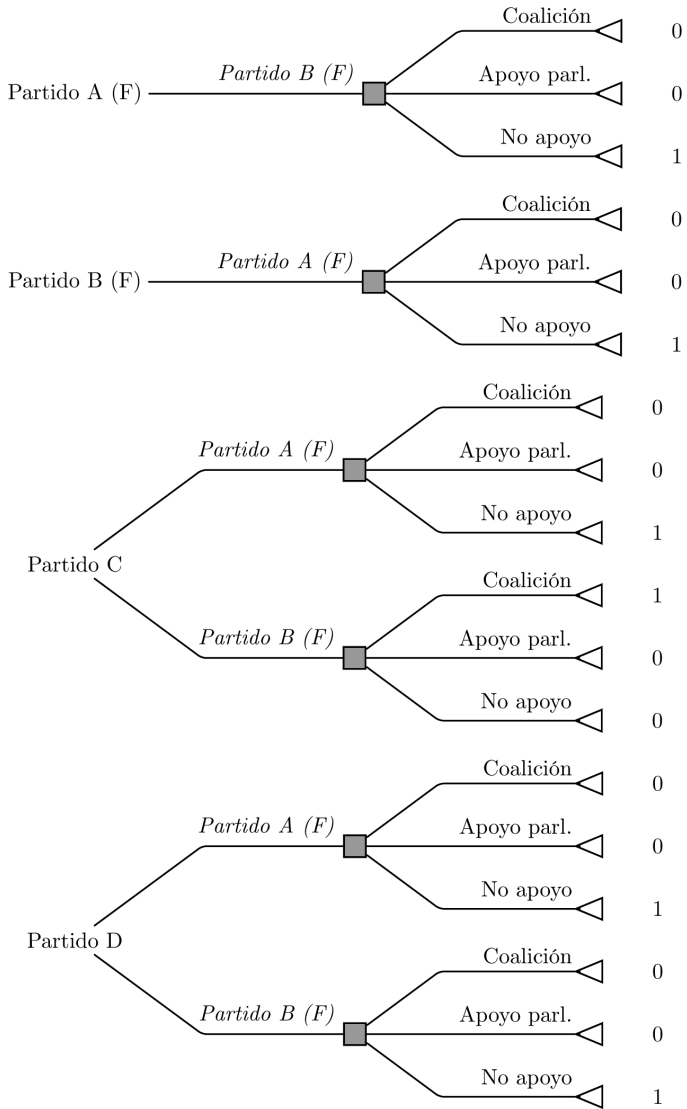 Coalición 0
Partido B (F) Apoyo parl. 0
Partido A (F)
No apoyo 1
Coalición 0
Partido A (F) Apoyo parl. 0
Partido B (F)
No apoyo 1
Coalición 0
Partido A (F) Apoyo parl. 0
No apoyo 1
Partido C
Coalición 1
Partido B (F) Apoyo parl. 0
No apoyo 0
Coalición 0
Partido A (F) Apoyo parl. 0
No apoyo 1
Partido D
Coalición 0
Partido B (F) Apoyo parl. 0
No apoyo 1